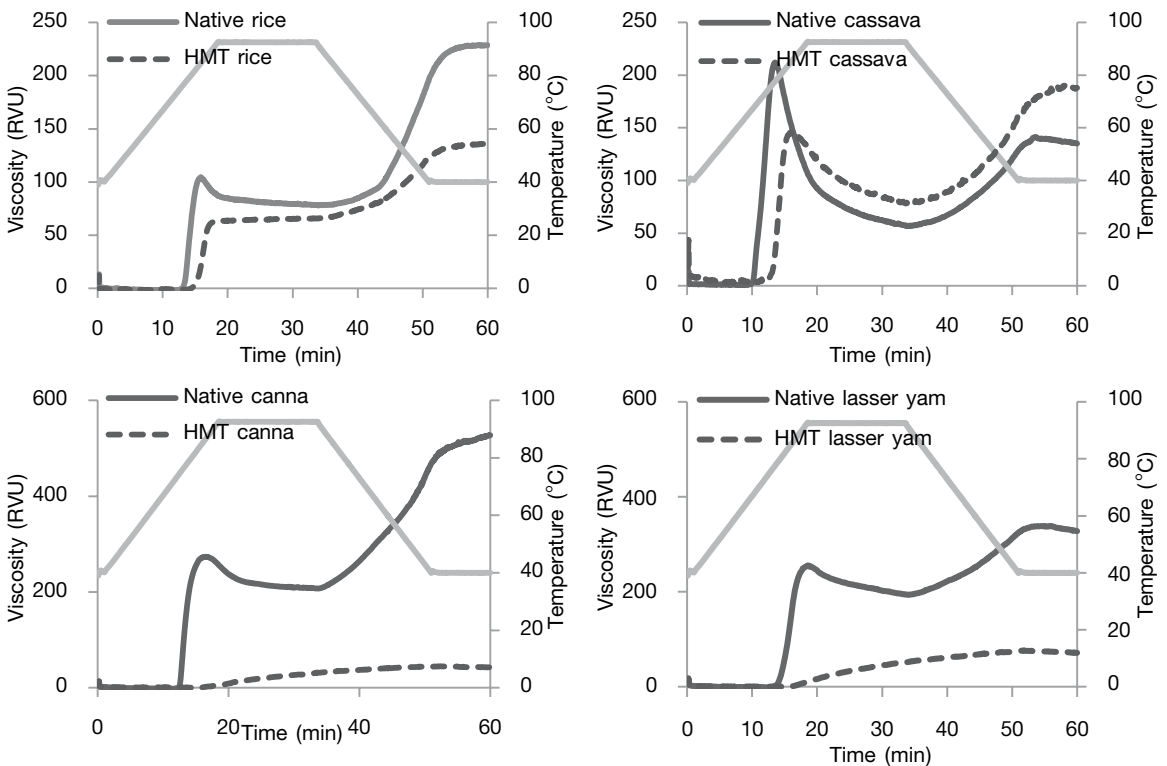 250
200
150
100
50
0
Viscosity (RVU)
Native rice
HMT rice
100
80
60
40
20
0
Temperature (°C)
0 10 20 30 40 50 60
Time (min)
250
200
150
100
50
0
Viscosity (RVU)
Native cassava
HMT cassava
100
80
60
40
20
0
Temperature (°C)
0 10 20 30 40 50 60
Time (min)
600
400
200
0
Viscosity (RVU)
Native canna
HMT canna
100
80
60
40
20
0
Temperature (°C)
0 20 40 60
Time (min)
600
400
200
0
Viscosity (RVU)
Native lasser yam
HMT lasser yam
100
80
60
40
20
0
Temperature (°C)
0 10 20 30 40 50 60
Time (min)